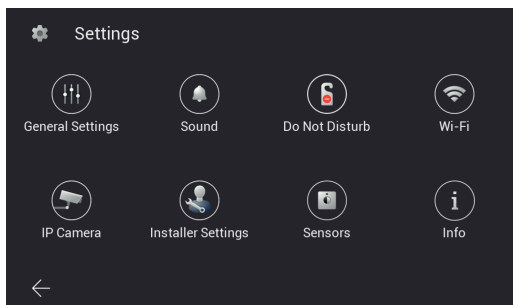 Settings
General Settings
Sound
Do Not Disturb
Wi-Fi
IP Camera
Installer Settings
Sensors
Info